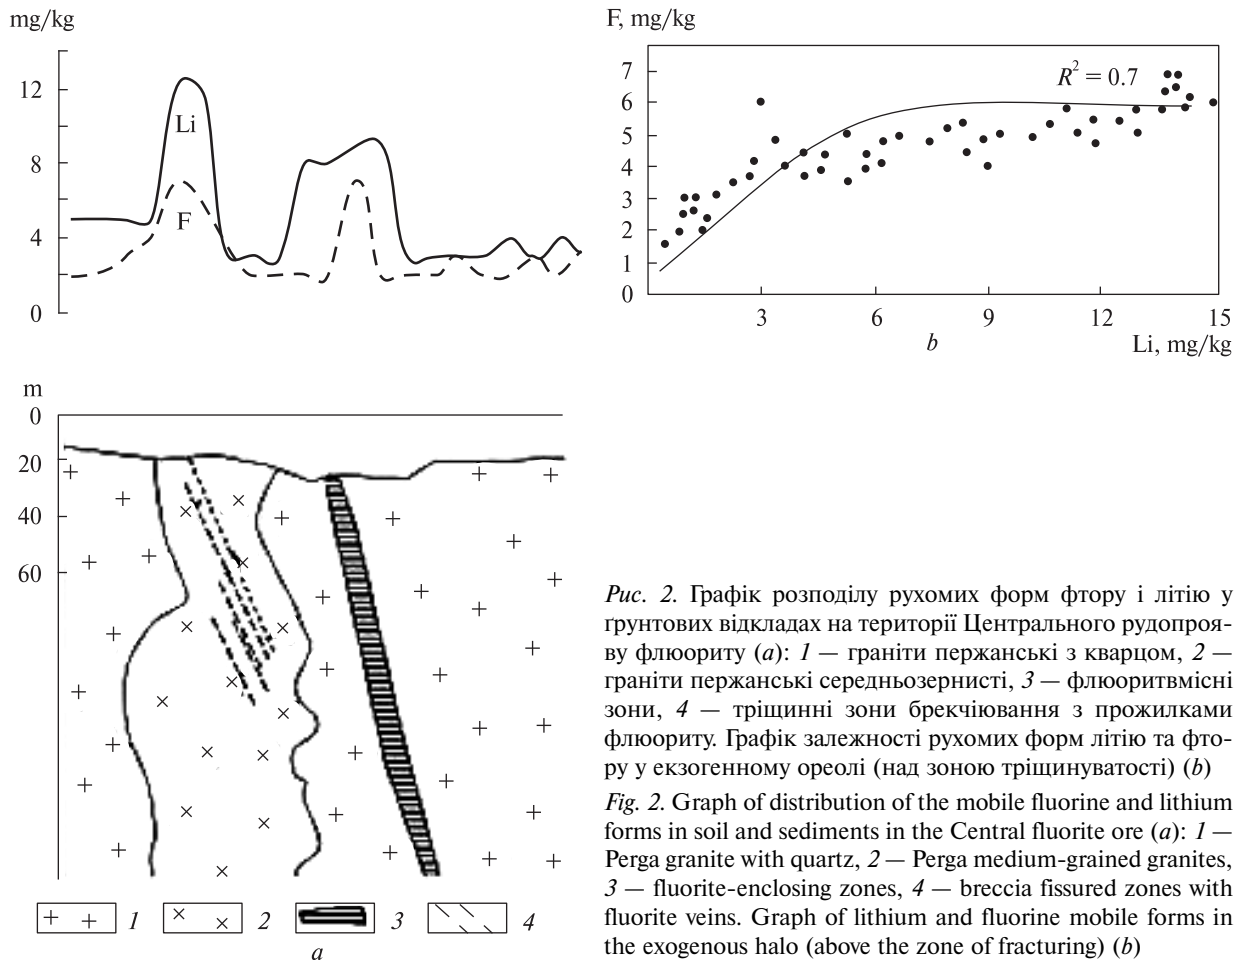 mg/kg
12
8
4
0
Li
F
F, mg/kg
7
6
5
4
3
2
1
0
R² = 0.7
3
6
9
12
15
b
Li, mg/kg
m
0
20
40
60
1
2
3
4
a
Рис. 2. Графік розподілу рухомих форм фтору і літію у
ґрунтових відкладах на території Центрального рудопроя-
ву флюориту (а): 1 — граніти пержанські з кварцом, 2 —
граніти пержанські середньозернисті, 3 — флюоритвмісні
зони, 4 — тріщинні зони брекчіювання з прожилками
флюориту. Графік залежності рухомих форм літію та фто-
ру у екзогенному ореолі (над зоною тріщинуватості) (b)
Fig. 2. Graph of distribution of the mobile fluorine and lithium
forms in soil and sediments in the Central fluorite ore (a): 1 —
Perga granite with quartz, 2 — Perga medium-grained granites,
3 — fluorite-enclosing zones, 4 — breccia fissured zones with
fluorite veins. Graph of lithium and fluorine mobile forms in
the exogenous halo (above the zone of fracturing) (b)